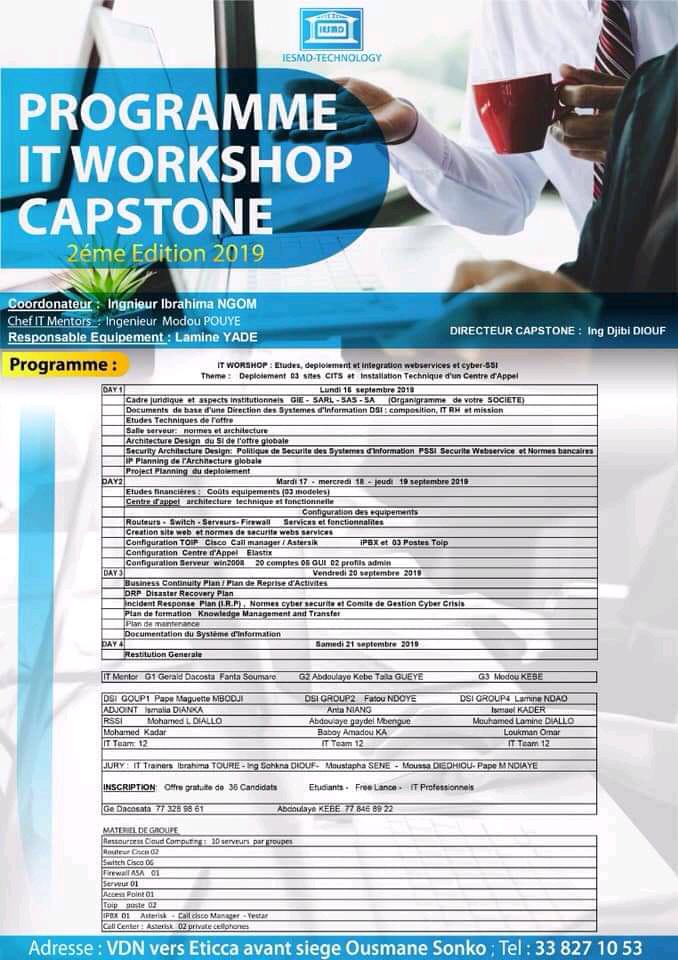 IESMD
IESMD-TECHNOLOGY
PROGRAMME
IT WORKSHOP
CAPSTONE
2éme Edition 2019
Coordonateur : Ingnieur Ibrahima NGOM
Chef IT Mentors : Ingenieur Modou POUYE
Responsable Equipement : Lamine YADE
DIRECTEUR CAPSTONE : Ing Djibi DIOUF
Programme :
IT WORSHOP : Etudes, deploiement et integration webservices et cyber-SSI
Theme : Deploiement 03 sites CITS et Installation Technique d'un Centre d'Appel
DAY 1 Lundi 16 septembre 2019
Cadre juridique et aspects institutionnels GIE - SARL - SAS - SA (Organigramme de votre SOCIETE)
Documents de base d'une Direction des Systemes d'Information DSI : composition, IT RH et mission
Etudes Techniques de l'offre
Salle serveur: normes et architecture
Architecture Design du SI de l'offre globale
Security Architecture Design: Politique de Securite des Systemes d'Information PSSI Securite Webservice et Normes bancaires
IP Planning de l'Architecture globale
Project Planning du deploiement
DAY2 Mardi 17 - mercredi 18 - jeudi 19 septembre 2019
Etudes financières : Coûts equipements (03 modeles)
Centre d'appel architecture technique et fonctionnelle
Configuration des equipements
Routeurs - Switch - Serveurs- Firewall Services et fonctionnalites
Creation site web et normes de securite webs services
Configuration TOIP Cisco Call manager / Astersik iPBX et 03 Postes Toip
Configuration Centre d'Appel Elastix
Configuration Serveur win2008 20 comptes 05 GUI 02 profils admin
DAY 3 Vendredi 20 septembre 2019
Business Continuity Plan / Plan de Reprise d'Activites
DRP Disaster Recovery Plan
Incident Response Plan (I.R.P) , Normes cyber securite et Comite de Gestion Cyber Crisis
Plan de formation Knowledge Management and Transfer
Plan de maintenance
Documentation du Système d'Information
DAY 4 Samedi 21 septembre 2019
Restitution Generale
IT Mentor G1 Gerald Dacosta Fanta Soumare G2 Abdoulaye Kebe Talla GUEYE G3 Modou KEBE
DSI GOUP1 Pape Maguette MBODJI DSI GROUP2 Fatou NDOYE DSI GROUP4 Lamine NDAO
ADJOINT Ismalia DIANKA Anta NIANG Ismael KADER
RSSI Mohamed L DIALLO Abdoulaye gaydel Mbengue Mouhamed Lamine DIALLO
Mohamed Kadar Baboy Amadou KA Loukman Omar
IT Team: 12 IT Team 12 IT Team 12
JURY : IT Trainers Ibrahima TOURE - Ing Sohkna DIOUF- Moustapha SENE - Moussa DIEDHIOU- Pape M NDIAYE
INSCRIPTION: Offre gratuite de 36 Candidats Etudiants - Free Lance - IT Professionnels
Ge Dacosata 77 328 98 61 Abdoulaye KEBE 77 846 89 22
MATERIEL DE GROUPE
Ressourcess Cloud Computing : 10 serveurs par groupes
Routeur Cisco 02
Switch Cisco 06
Firewall ASA 01
Serveur 01
Access Point 01
Toip poste 02
IPBX 01 Asterisk - Call cisco Manager - Yestar
Call Center : Asterisk 02 private cellphones
Adresse : VDN vers Eticca avant siege Ousmane Sonko ; Tel : 33 827 10 53